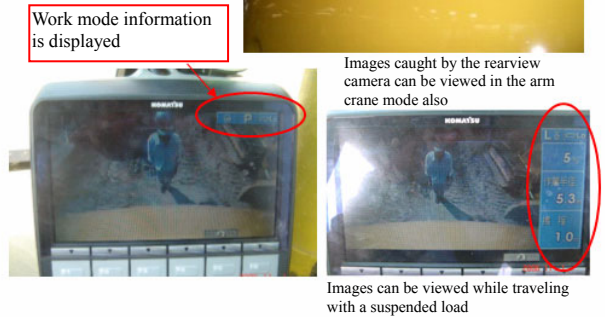 Work mode information
is displayed
Images caught by the rearview
camera can be viewed in the arm
crane mode also
KOMATSU
P
KOMATSU
L
5
5.3
1.0
Images can be viewed while traveling
with a suspended load